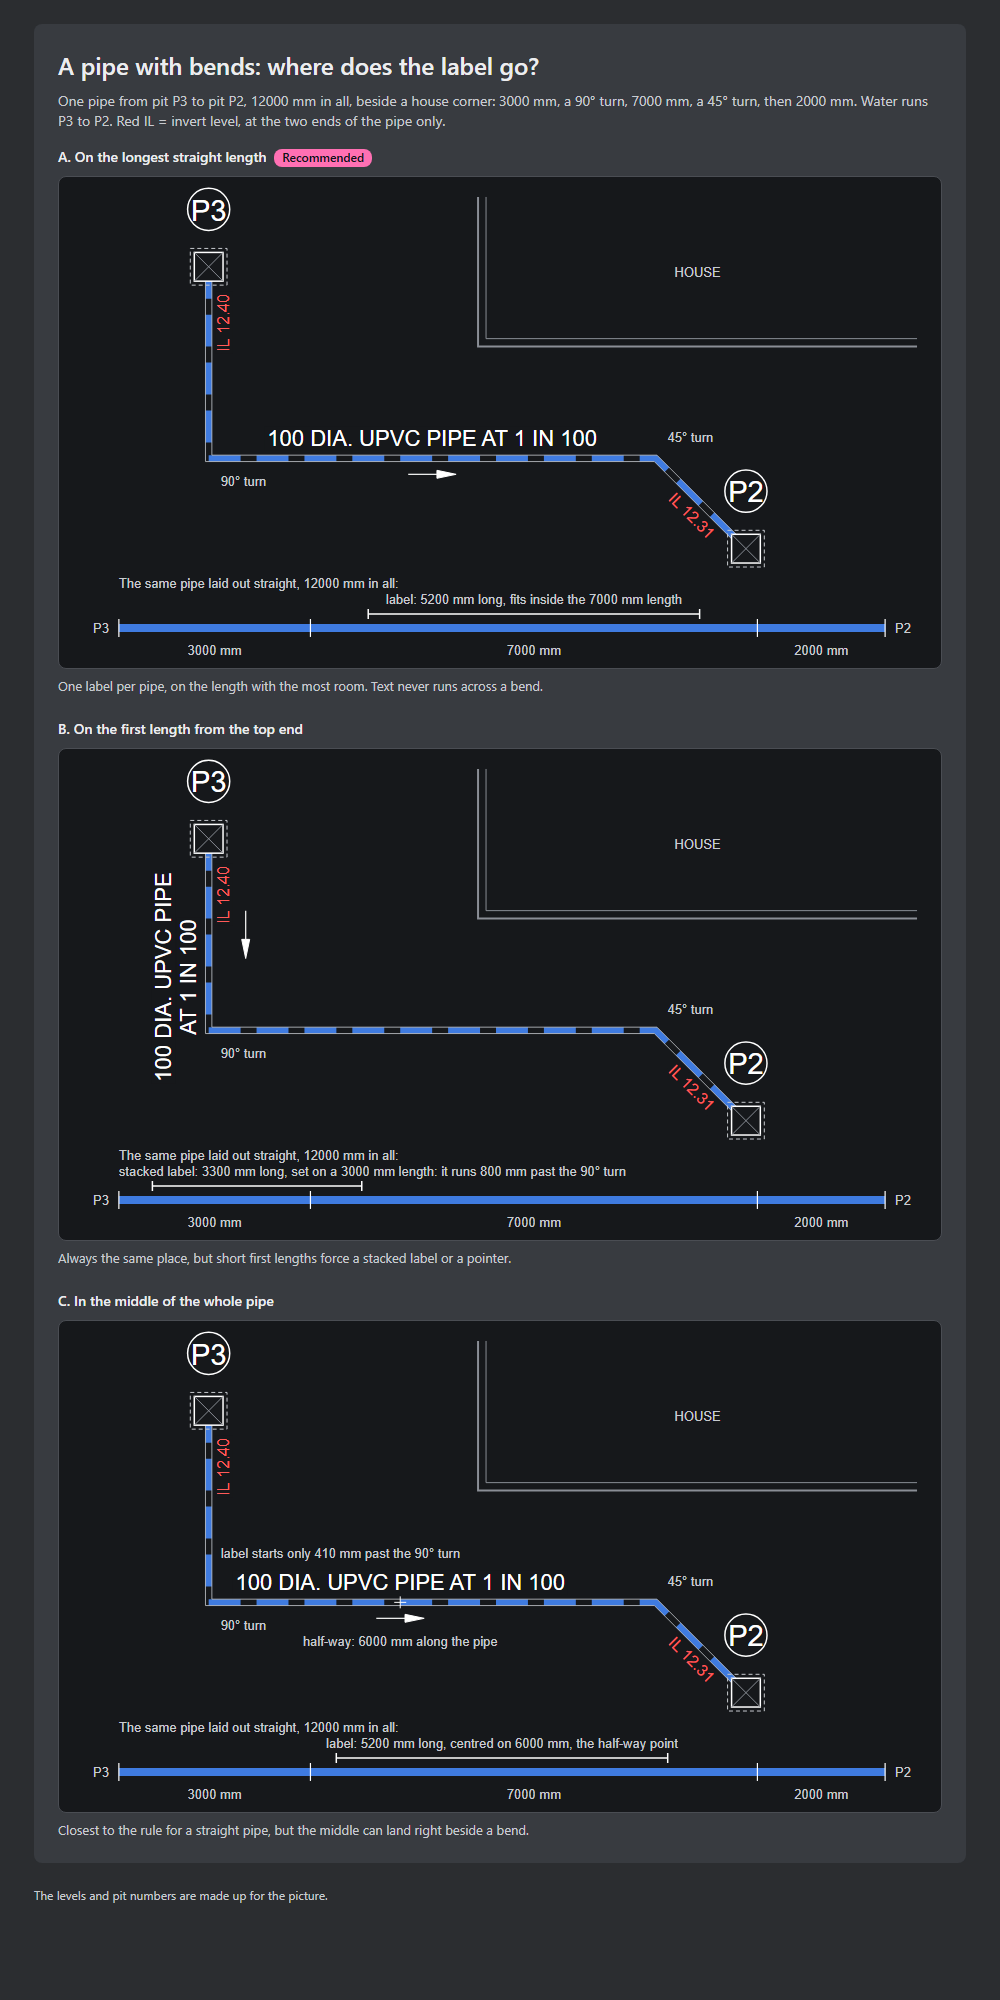 A pipe with bends: where does the label go?
One pipe from pit P3 to pit P2, 12000 mm in all, beside a house corner: 3000 mm, a 90° turn, 7000 mm, a 45° turn, then 2000 mm. Water runs
P3 to P2. Red IL = invert level, at the two ends of the pipe only.
A. On the longest straight length Recommended
P3
HOUSE
IL 12.40
100 DIA. UPVC PIPE AT 1 IN 100
45° turn
90° turn
P2
IL 12.31
The same pipe laid out straight, 12000 mm in all:
label: 5200 mm long, fits inside the 7000 mm length
P3
P2
3000 mm
7000 mm
2000 mm
One label per pipe, on the length with the most room. Text never runs across a bend.
B. On the first length from the top end
P3
HOUSE
IL 12.40
100 DIA. UPVC PIPE
AT 1 IN 100
45° turn
90° turn
P2
IL 12.31
The same pipe laid out straight, 12000 mm in all:
stacked label: 3300 mm long, set on a 3000 mm length: it runs 800 mm past the 90° turn
P3
P2
3000 mm
7000 mm
2000 mm
Always the same place, but short first lengths force a stacked label or a pointer.
C. In the middle of the whole pipe
P3
HOUSE
IL 12.40
label starts only 410 mm past the 90° turn
100 DIA. UPVC PIPE AT 1 IN 100
45° turn
90° turn
half-way: 6000 mm along the pipe
P2
IL 12.31
The same pipe laid out straight, 12000 mm in all:
label: 5200 mm long, centred on 6000 mm, the half-way point
P3
P2
3000 mm
7000 mm
2000 mm
Closest to the rule for a straight pipe, but the middle can land right beside a bend.
The levels and pit numbers are made up for the picture.